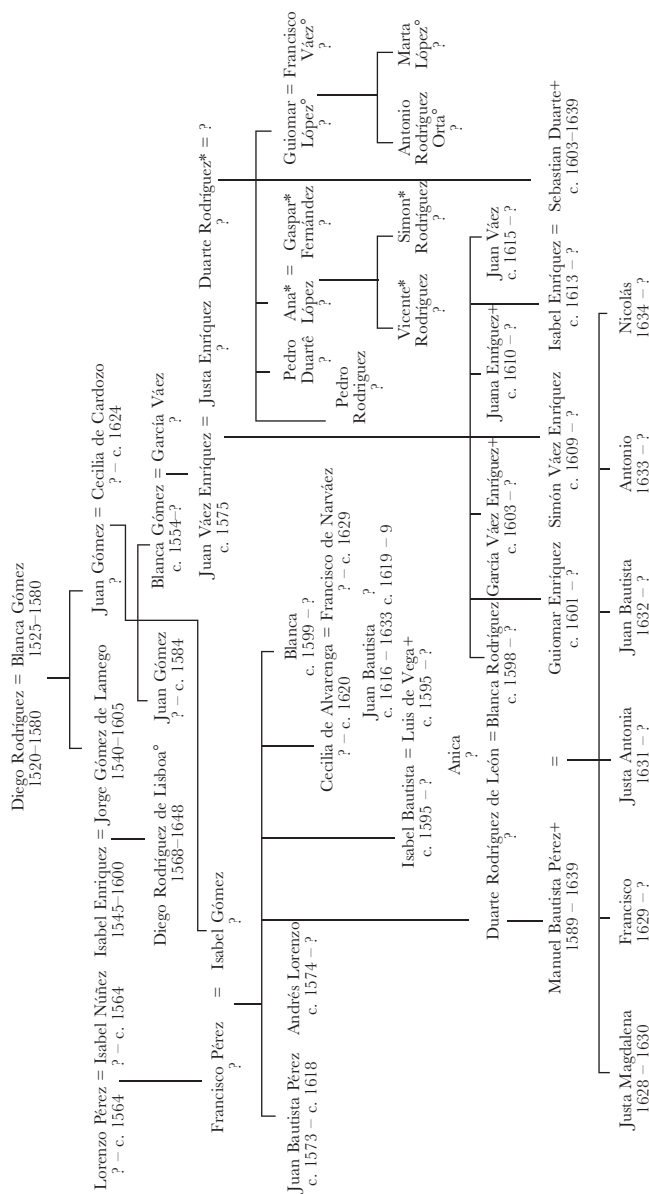 Diego Rodríguez = Blanca Gómez
1520–1580 1525–1580
Lorenzo Pérez = Isabel Núñez
? – c. 1564 ? – c. 1564
Isabel Enriquez = Jorge Gómez de Lamego
1545–1600 1540–1605
Juan Gómez = Cecilia de Cardozo
? ? – c. 1624
Diego Rodríguez de Lisboa°
1568–1648
Juan Gómez
? – c. 1584
Blanca Gómez = García Váez
c. 1554–? ?
Francisco Pérez = Isabel Gómez
? ?
Juan Váez Enríquez = Justa Enríquez
c. 1575 ?
Duarte Rodríguez* = ?
?
Juan Bautista Pérez
c. 1573 – c. 1618
Andrés Lorenzo
c. 1574 – ?
Blanca
c. 1599 – ?
Pedro
Rodríguez
?
Pedro
Duartê
?
Ana* = Gaspar*
López Fernández
? ?
Guiomar = Francisco
López° Váez°
? ?
Cecilia de Alvarenga = Francisco de Narváez
? – c. 1620 ? – c. 1629
Juan Bautista ?
c. 1616 – 1633 c. 1619 – 9
Vicente*
Rodríguez
?
Simon*
Rodríguez
?
Antonio
Rodríguez
Orta°
?
Marta
López°
?
Isabel Bautista = Luis de Vega+
c. 1595 – ? c. 1595 – ?
Anica
?
Duarte Rodríguez de León = Blanca Rodríguez
? c. 1598 – ?
García Váez Enríguez+
c. 1603 – ?
Juana Enríguez+
c. 1610 – ?
Juan Váez
c. 1615 – ?
Manuel Bautista Pérez+ = Guiomar Enríquez
1589 – 1639 c. 1601 – ?
Simón Váez Enríquez
c. 1609 – ?
Isabel Enríquez = Sebastian Duarte+
c. 1613 – ? c. 1603–1639
Justa Magdalena
1628 – 1630
Francisco
1629 – ?
Justa Antonia
1631 – ?
Juan Bautista
1632 – ?
Antonio
1633 – ?
Nicolás
1634 – ?